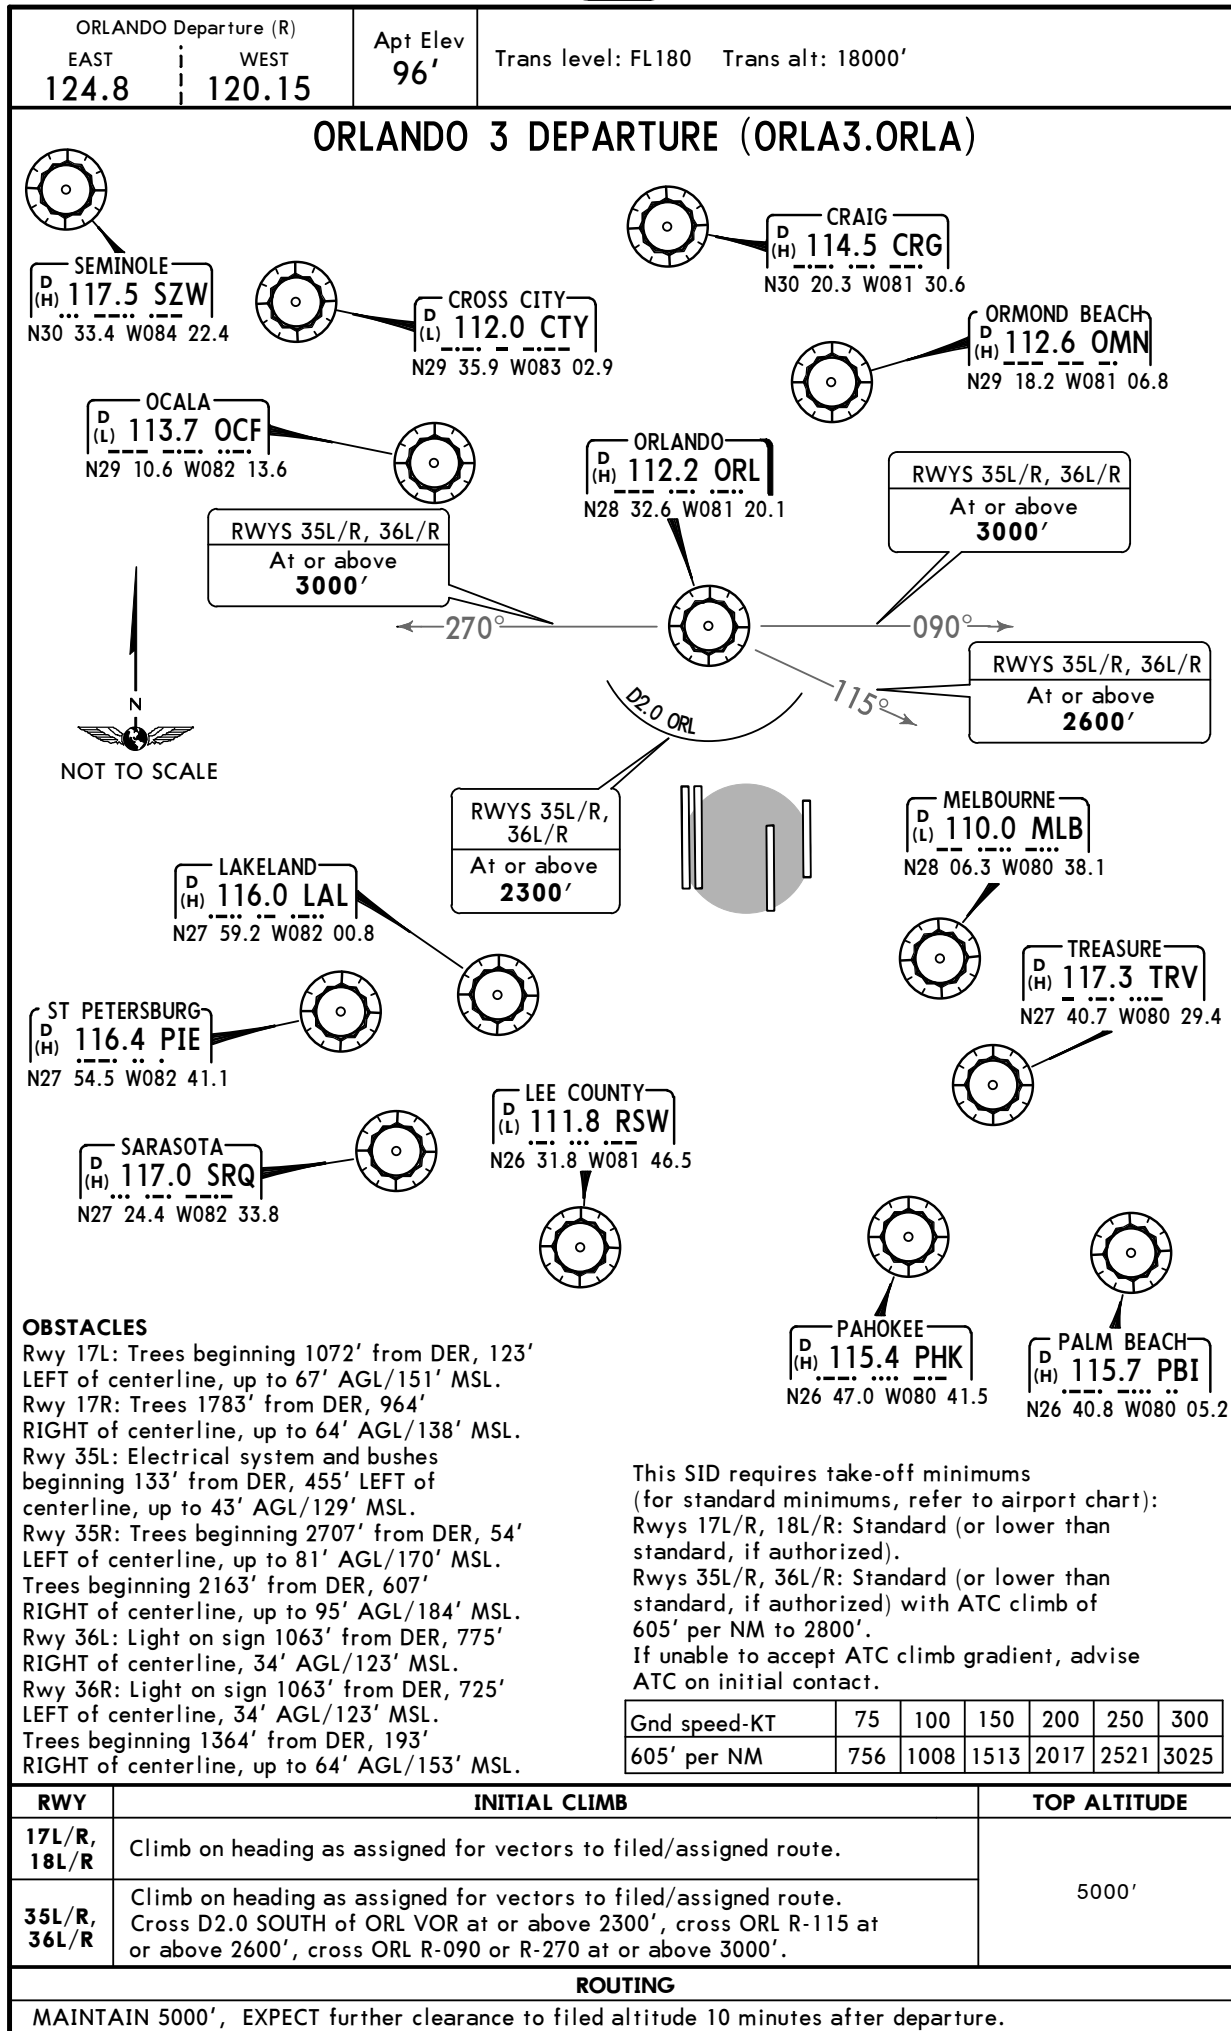 ORLANDO Departure (R)
EAST
WEST
124.8
120.15
Apt Elev
96'
Trans level: FL180 Trans alt: 18000'
ORLANDO 3 DEPARTURE (ORLA3.ORLA)
SEMINOLE
D
(H) 117.5 SZW
N30 33.4 W084 22.4
CROSS CITY
D
(L) 112.0 CTY
N29 35.9 W083 02.9
CRAIG
D
(H) 114.5 CRG
N30 20.3 W081 30.6
ORMOND BEACH
D
(H) 112.6 OMN
N29 18.2 W081 06.8
OCALA
D
(L) 113.7 OCF
N29 10.6 W082 13.6
ORLANDO
D
(H) 112.2 ORL
N28 32.6 W081 20.1
RWYS 35L/R, 36L/R
At or above
3000'
RWYS 35L/R, 36L/R
At or above
3000'
270°
090°
115°
RWYS 35L/R, 36L/R
At or above
2600'
D2.0 ORL
N
NOT TO SCALE
RWYS 35L/R,
36L/R
At or above
2300'
MELBOURNE
D
(L) 110.0 MLB
N28 06.3 W080 38.1
LAKELAND
D
(H) 116.0 LAL
N27 59.2 W082 00.8
TREASURE
D
(H) 117.3 TRV
N27 40.7 W080 29.4
ST PETERSBURG
D
(H) 116.4 PIE
N27 54.5 W082 41.1
LEE COUNTY
D
(L) 111.8 RSW
N26 31.8 W081 46.5
SARASOTA
D
(H) 117.0 SRQ
N27 24.4 W082 33.8
PAHOKEE
D
(H) 115.4 PHK
N26 47.0 W080 41.5
PALM BEACH
D
(H) 115.7 PBI
N26 40.8 W080 05.2
OBSTACLES
Rwy 17L: Trees beginning 1072' from DER, 123'
LEFT of centerline, up to 67' AGL/151' MSL.
Rwy 17R: Trees 1783' from DER, 964'
RIGHT of centerline, up to 64' AGL/138' MSL.
Rwy 35L: Electrical system and bushes
beginning 133' from DER, 455' LEFT of
centerline, up to 43' AGL/129' MSL.
Rwy 35R: Trees beginning 2707' from DER, 54'
LEFT of centerline, up to 81' AGL/170' MSL.
Trees beginning 2163' from DER, 607'
RIGHT of centerline, up to 95' AGL/184' MSL.
Rwy 36L: Light on sign 1063' from DER, 775'
RIGHT of centerline, 34' AGL/123' MSL.
Rwy 36R: Light on sign 1063' from DER, 725'
LEFT of centerline, 34' AGL/123' MSL.
Trees beginning 1364' from DER, 193'
RIGHT of centerline, up to 64' AGL/153' MSL.
This SID requires take-off minimums
(for standard minimums, refer to airport chart):
Rwys 17L/R, 18L/R: Standard (or lower than
standard, if authorized).
Rwys 35L/R, 36L/R: Standard (or lower than
standard, if authorized) with ATC climb of
605' per NM to 2800'.
If unable to accept ATC climb gradient, advise
ATC on initial contact.
Gnd speed-KT 75 100 150 200 250 300
605' per NM 756 1008 1513 2017 2521 3025
RWY INITIAL CLIMB TOP ALTITUDE
17L/R,
18L/R
Climb on heading as assigned for vectors to filed/assigned route.
5000'
35L/R,
36L/R
Climb on heading as assigned for vectors to filed/assigned route.
Cross D2.0 SOUTH of ORL VOR at or above 2300', cross ORL R-115 at
or above 2600', cross ORL R-090 or R-270 at or above 3000'.
ROUTING
MAINTAIN 5000', EXPECT further clearance to filed altitude 10 minutes after departure.